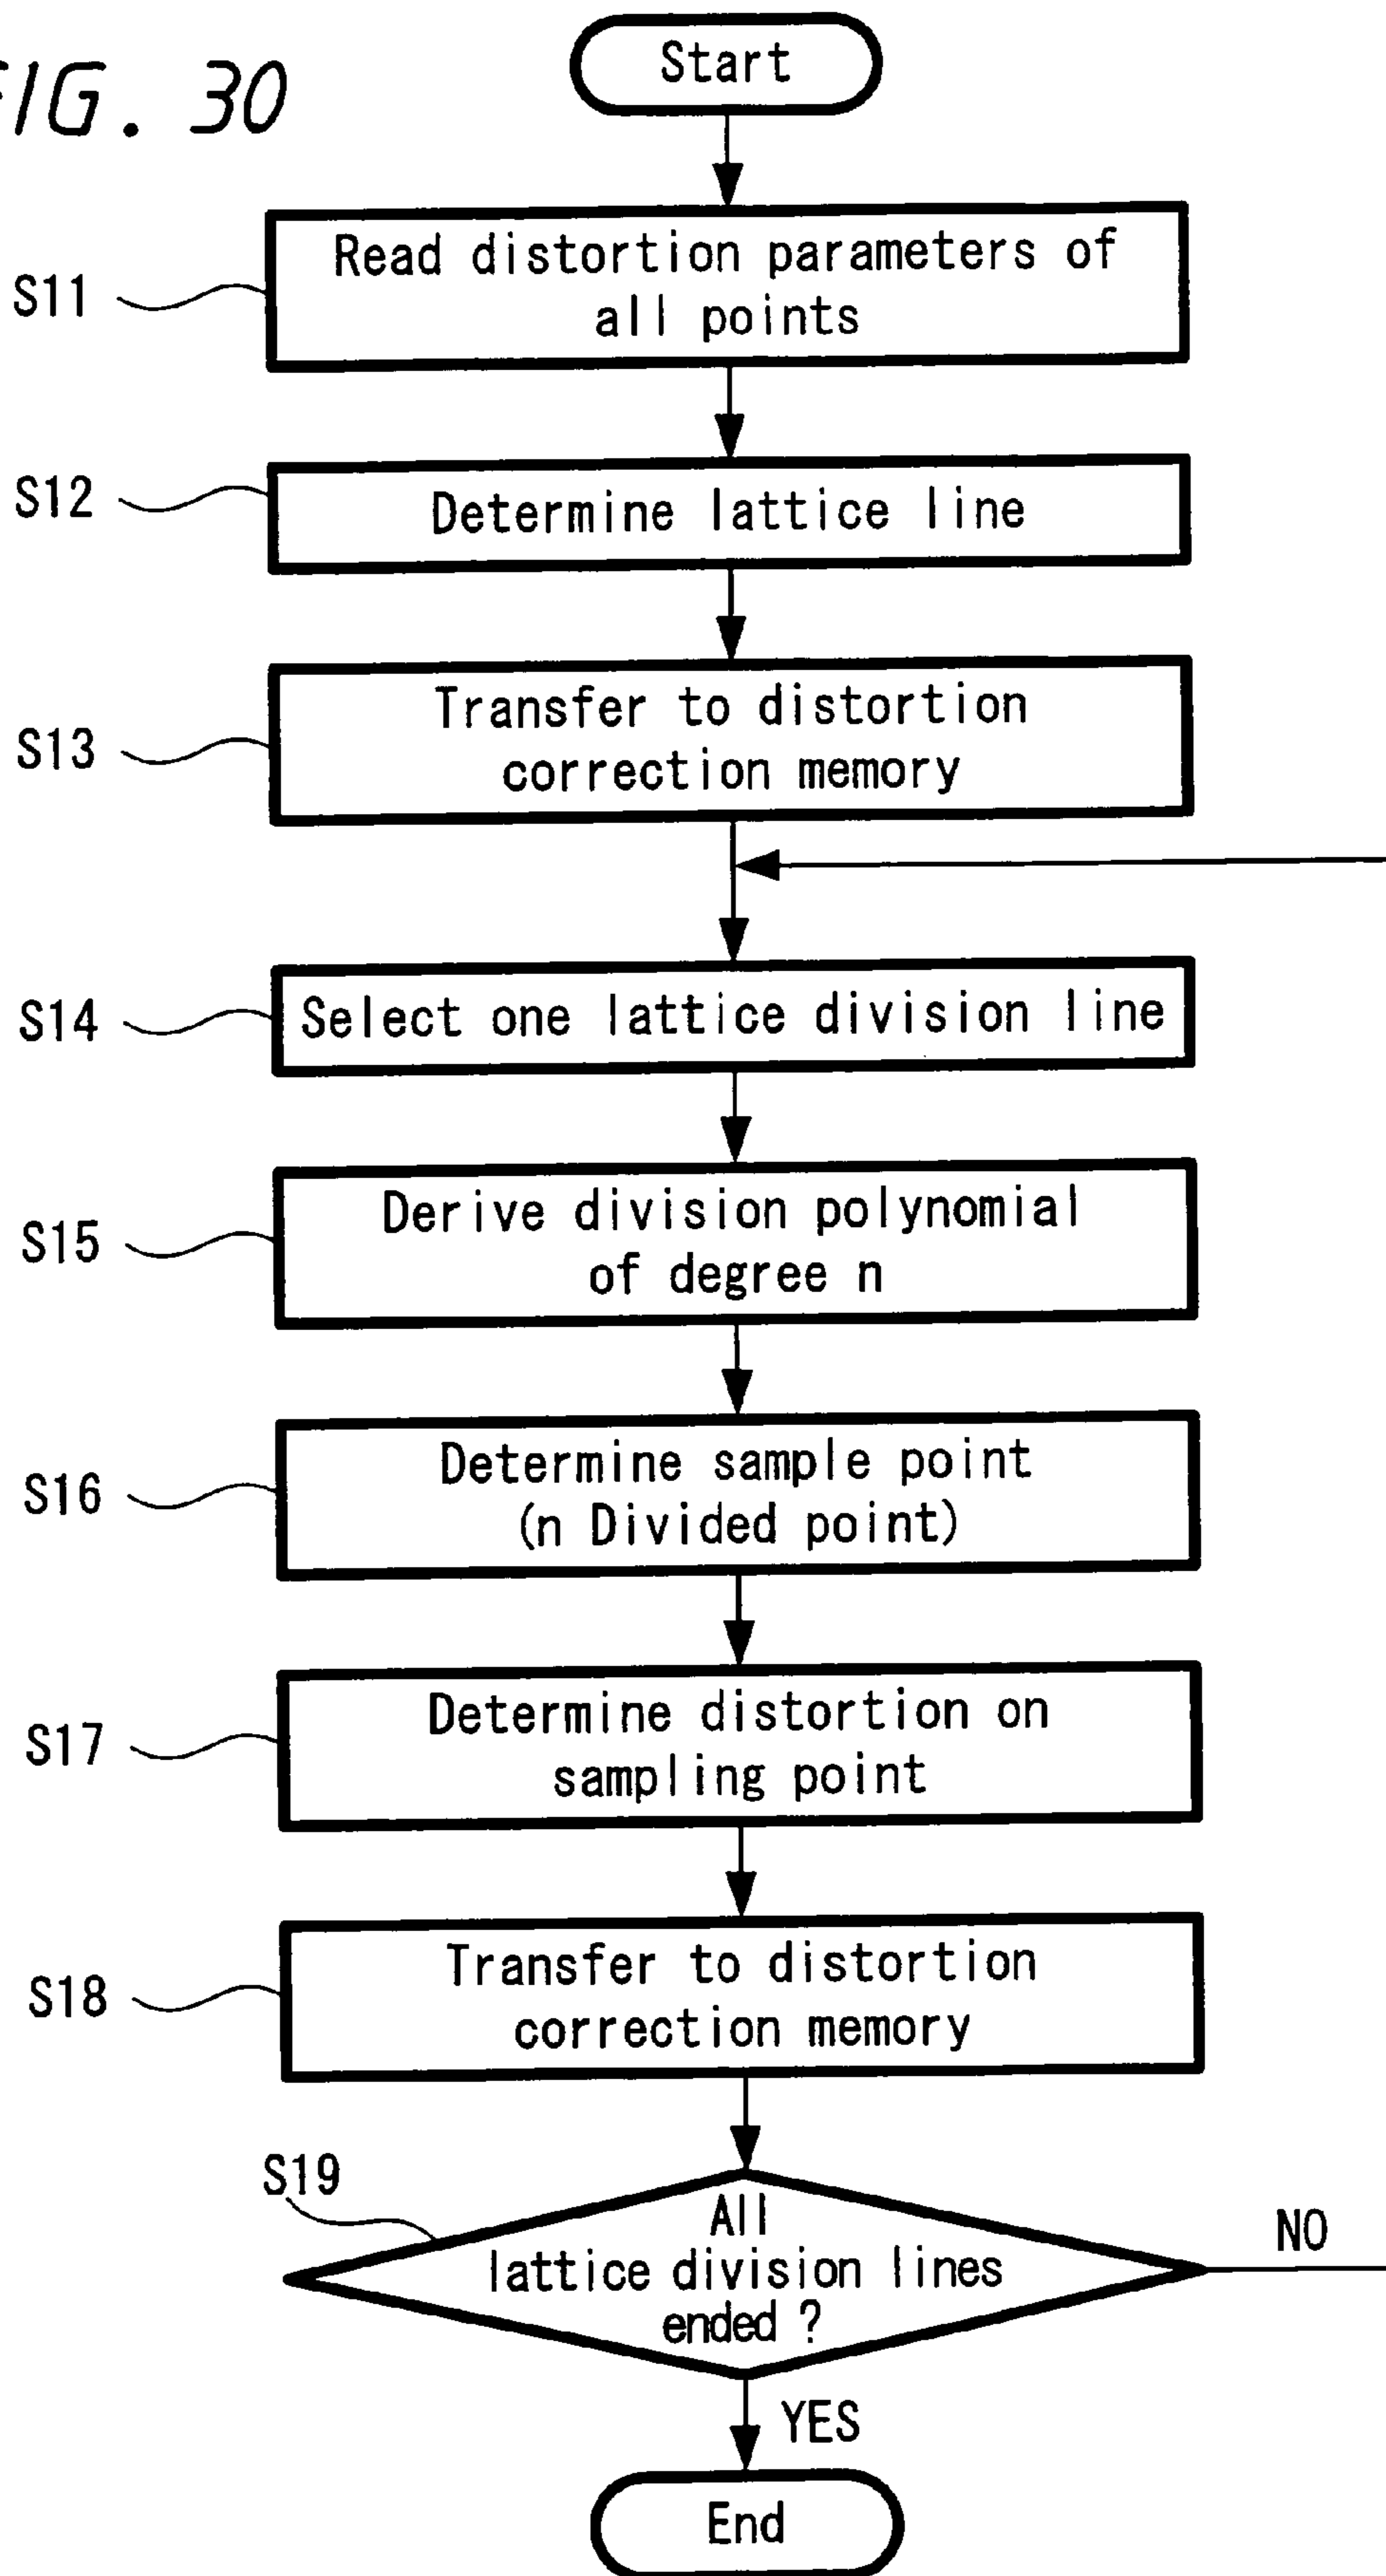 FIG. 30
Start
S11
Read distortion parameters of
all points
S12
Determine lattice line
S13
Transfer to distortion
correction memory
S14
Select one lattice division line
S15
Derive division polynomial
of degree n
S16
Determine sample point
(n Divided point)
S17
Determine distortion on
sampling point
S18
Transfer to distortion
correction memory
S19
All
lattice division lines
ended ?
NO
YES
End